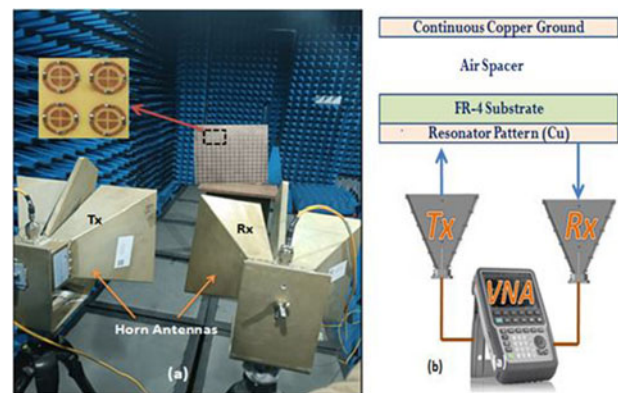 Tx
Rx
Horn Antennas
(a)
Continuous Copper Ground
Air Spacer
FR-4 Substrate
Resonator Pattern (Cu)
Tx
Rx
VNA
(b)